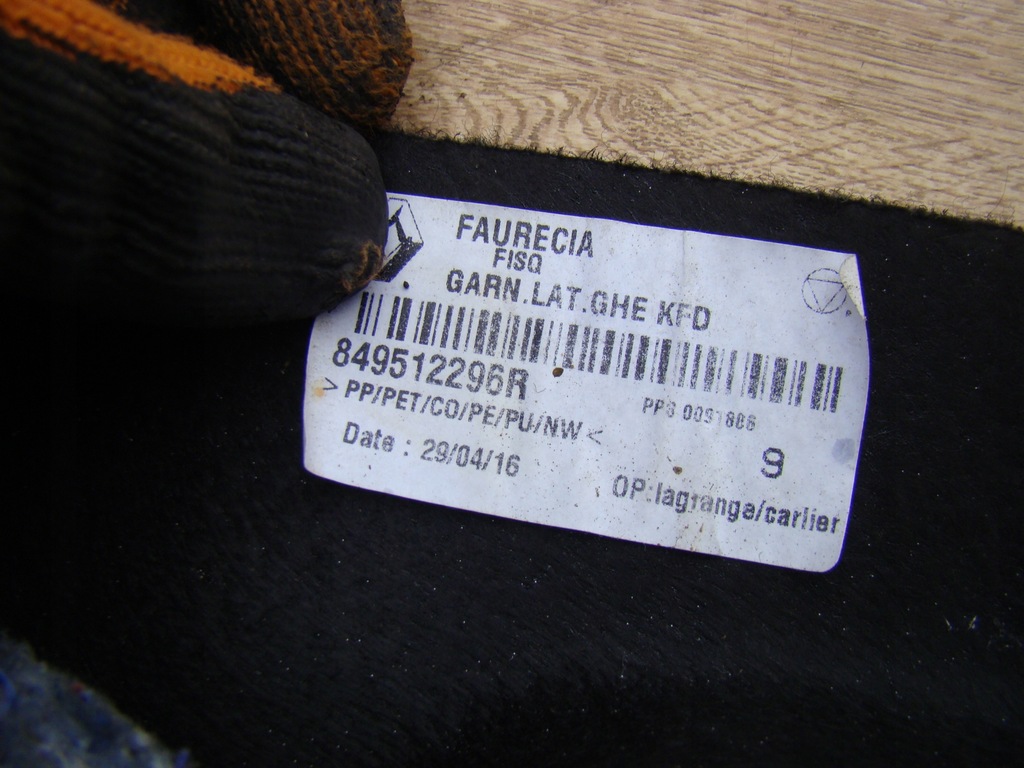 FAURECIA
FISQ
GARN.LAT.GHE KFD
849512296R
> PP/PET/CO/PE/PU/NW <
Date : 29/04/16
9
OP:lagrange/carlier